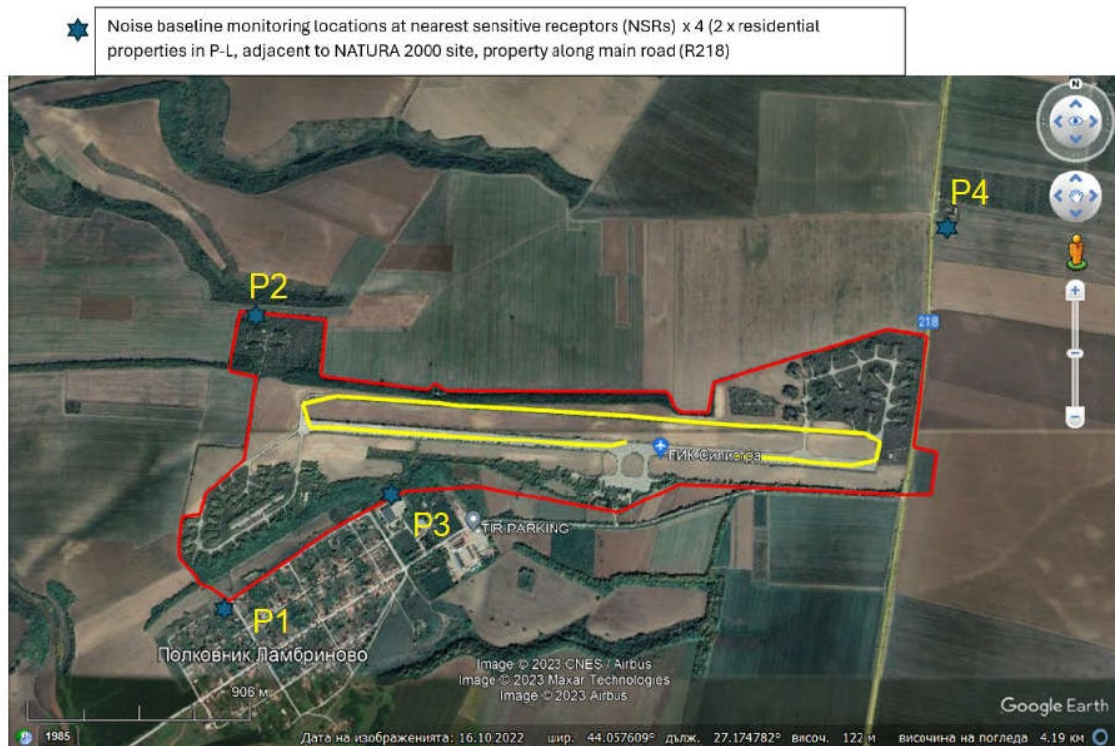 Noise baseline monitoring locations at nearest sensitive receptors (NSRs) x 4 (2 x residential
properties in P-L, adjacent to NATURA 2000 site, property along main road (R218)
N
P4
P2
218
ПИК Силистра
P3
TIR PARKING
P1
Полковник Ламбриново
Image © 2023 CNES / Airbus
Image © 2023 Maxar Technologies
Image © 2023 Airbus
906 м
Google Earth
1985
Дата на изображенията: 16.10.2022 шир. 44.057609° дълж. 27.174782° височ. 122 м височина на погледа 4.19 км